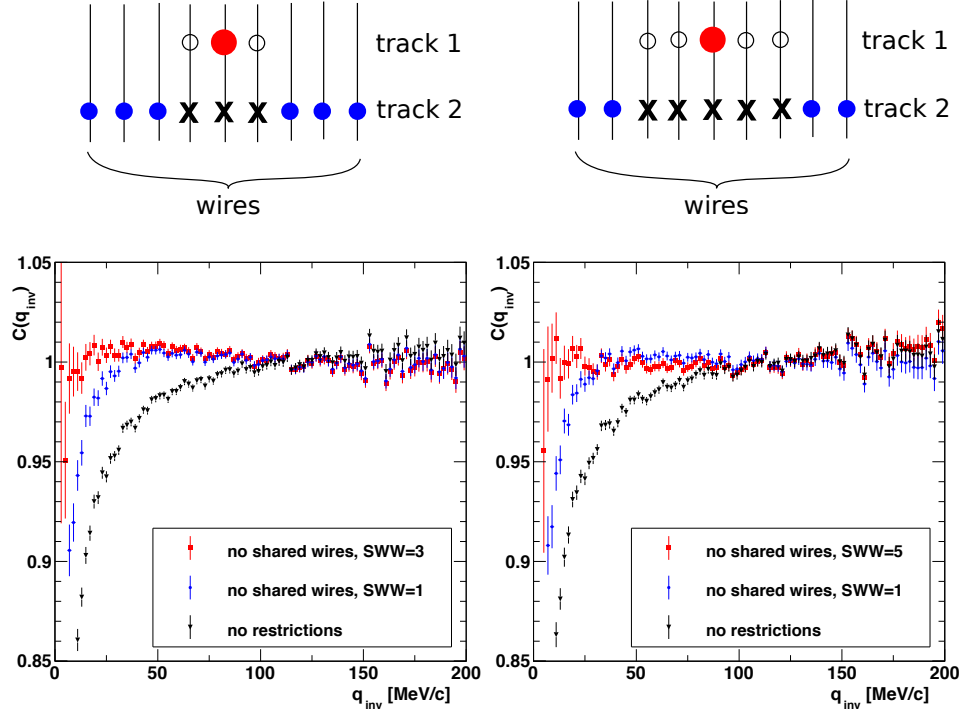 track 1
X X X
track 2
wires
track 1
X X X X X
track 2
wires
C(q_inv)
1.05
1
0.95
0.9
0.85
no shared wires, SWW=3
no shared wires, SWW=1
no restrictions
0 50 100 150 200
q_inv [MeV/c]
C(q_inv)
1.05
1
0.95
0.9
0.85
no shared wires, SWW=5
no shared wires, SWW=1
no restrictions
0 50 100 150 200
q_inv [MeV/c]